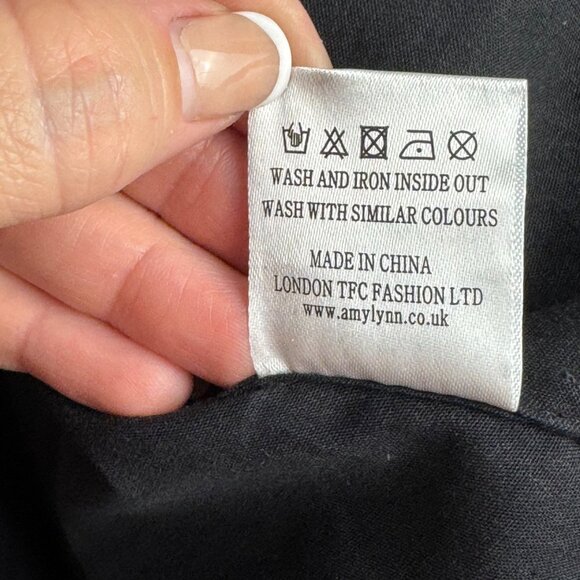 WASH AND IRON INSIDE OUT
WASH WITH SIMILAR COLOURS
MADE IN CHINA
LONDON TFC FASHION LTD
www.amylynn.co.uk